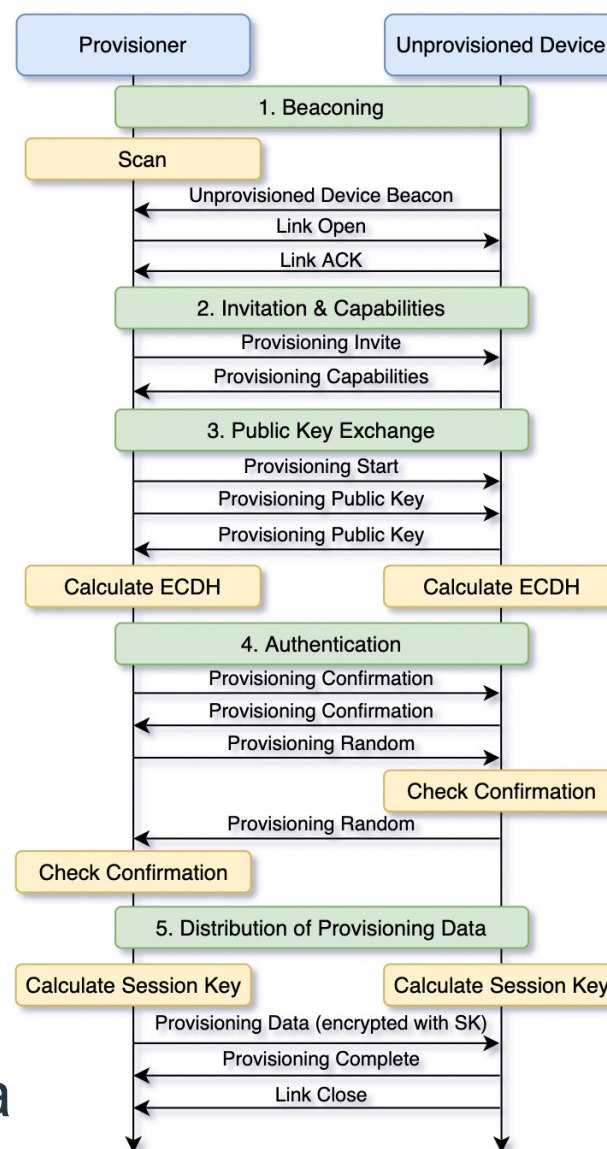 Provisioner
Unprovisioned Device
1. Beaconing
Scan
Unprovisioned Device Beacon
Link Open
Link ACK
2. Invitation & Capabilities
Provisioning Invite
Provisioning Capabilities
3. Public Key Exchange
Provisioning Start
Provisioning Public Key
Provisioning Public Key
Calculate ECDH
Calculate ECDH
4. Authentication
Provisioning Confirmation
Provisioning Confirmation
Provisioning Random
Check Confirmation
Provisioning Random
Check Confirmation
5. Distribution of Provisioning Data
Calculate Session Key
Calculate Session Key
Provisioning Data (encrypted with SK)
Provisioning Complete
a
Link Close